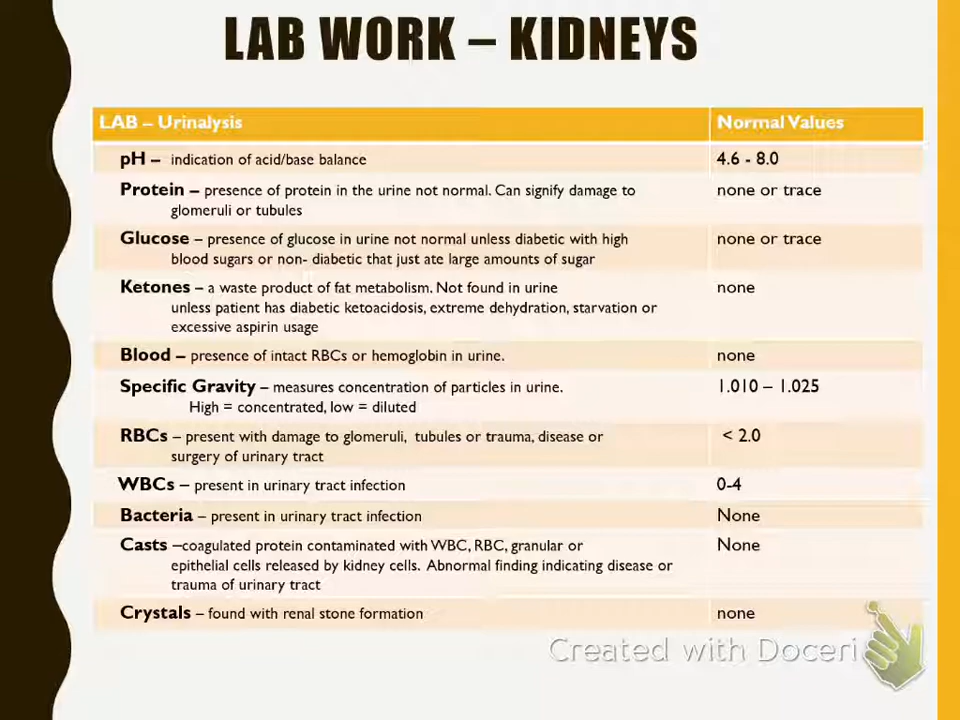 LAB WORK – KIDNEYS
LAB – Urinalysis Normal Values
pH – indication of acid/base balance 4.6 - 8.0
Protein – presence of protein in the urine not normal. Can signify damage to none or trace
glomeruli or tubules
Glucose – presence of glucose in urine not normal unless diabetic with high none or trace
blood sugars or non- diabetic that just ate large amounts of sugar
Ketones – a waste product of fat metabolism. Not found in urine none
unless patient has diabetic ketoacidosis, extreme dehydration, starvation or
excessive aspirin usage
Blood – presence of intact RBCs or hemoglobin in urine. none
Specific Gravity – measures concentration of particles in urine. 1.010 – 1.025
High = concentrated, low = diluted
RBCs – present with damage to glomeruli, tubules or trauma, disease or < 2.0
surgery of urinary tract
WBCs – present in urinary tract infection 0-4
Bacteria – present in urinary tract infection None
Casts –coagulated protein contaminated with WBC, RBC, granular or None
epithelial cells released by kidney cells. Abnormal finding indicating disease or
trauma of urinary tract
Crystals – found with renal stone formation none
Created with Doceri